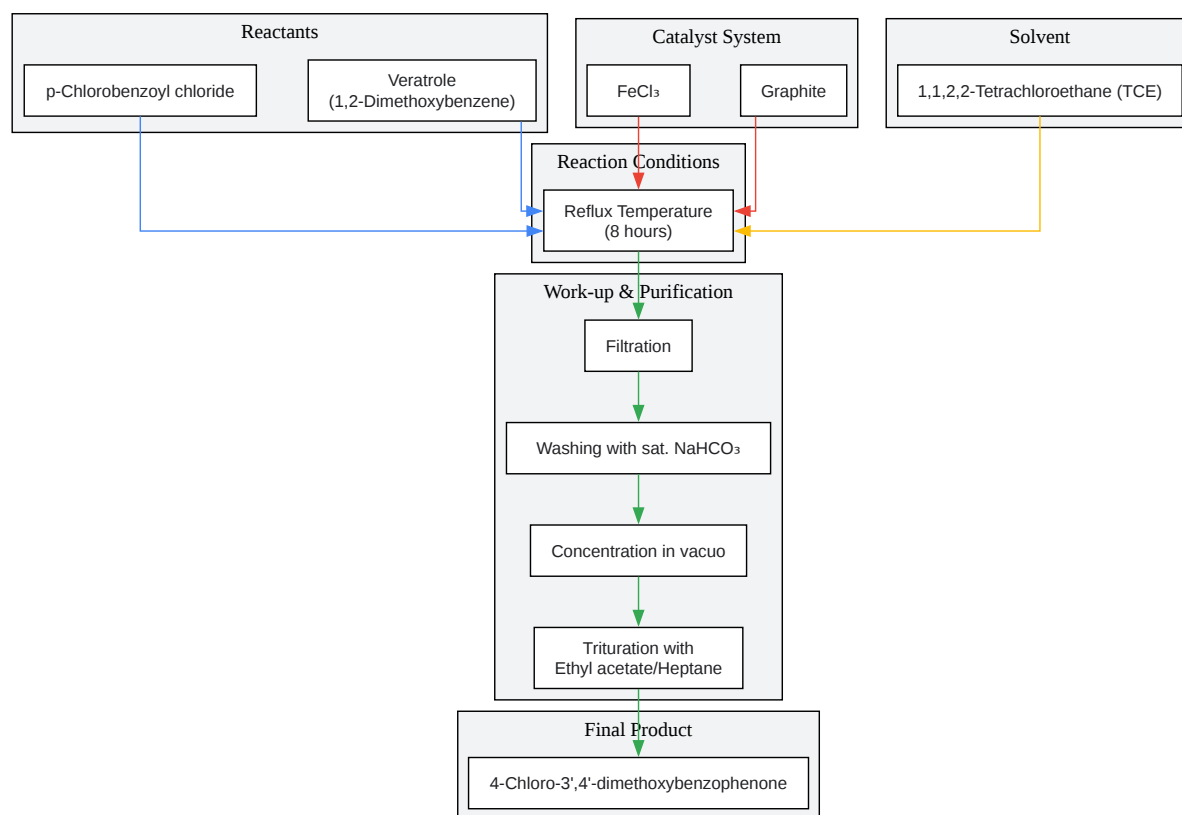 Reactants
Catalyst System
Solvent
p-Chlorobenzoyl chloride
Veratrole
(1,2-Dimethoxybenzene)
FeCl₃
Graphite
1,1,2,2-Tetrachloroethane (TCE)
Reaction Conditions
Reflux Temperature
(8 hours)
Work-up & Purification
Filtration
Washing with sat. NaHCO₃
Concentration in vacuo
Trituration with
Ethyl acetate/Heptane
Final Product
4-Chloro-3',4'-dimethoxybenzophenone